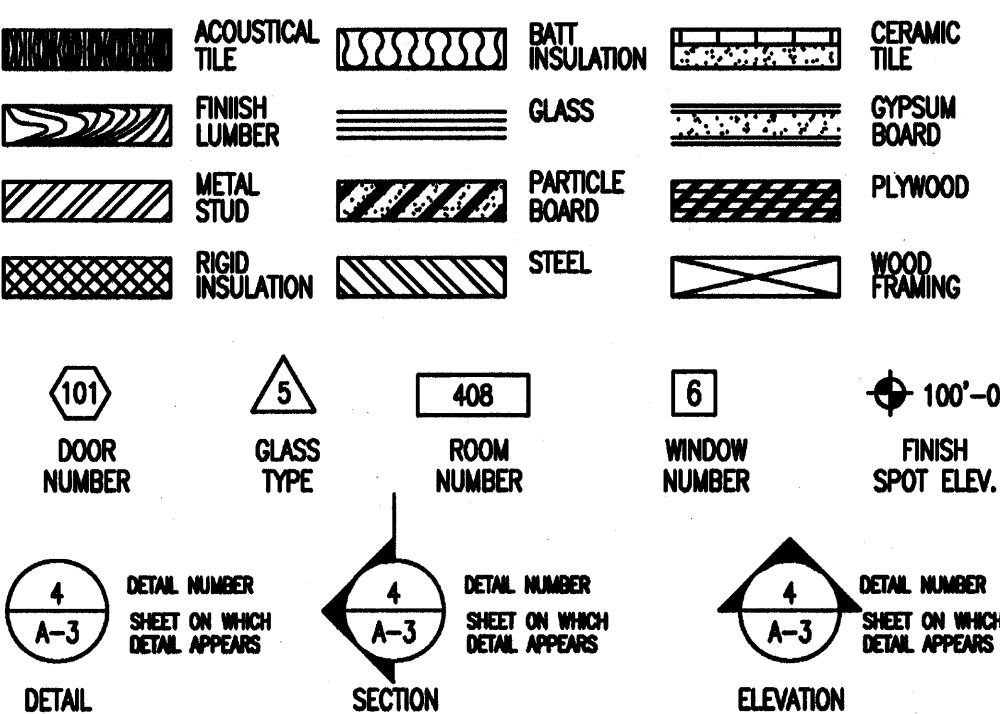 ACOUSTICAL
TILE
BATT
INSULATION
CERAMIC
TILE
FINIISH
LUMBER
GLASS
GYPSUM
BOARD
METAL
STUD
PARTICLE
BOARD
PLYWOOD
RIGID
INSULATION
STEEL
WOOD
FRAMING
101
DOOR
NUMBER
5
GLASS
TYPE
408
ROOM
NUMBER
6
WINDOW
NUMBER
100'-0
FINISH
SPOT ELEV.
4
A-3
DETAIL NUMBER
SHEET ON WHICH
DETAIL APPEARS
DETAIL
4
A-3
DETAIL NUMBER
SHEET ON WHICH
DETAIL APPEARS
SECTION
4
A-3
DETAIL NUMBER
SHEET ON WHICH
DETAIL APPEARS
ELEVATION